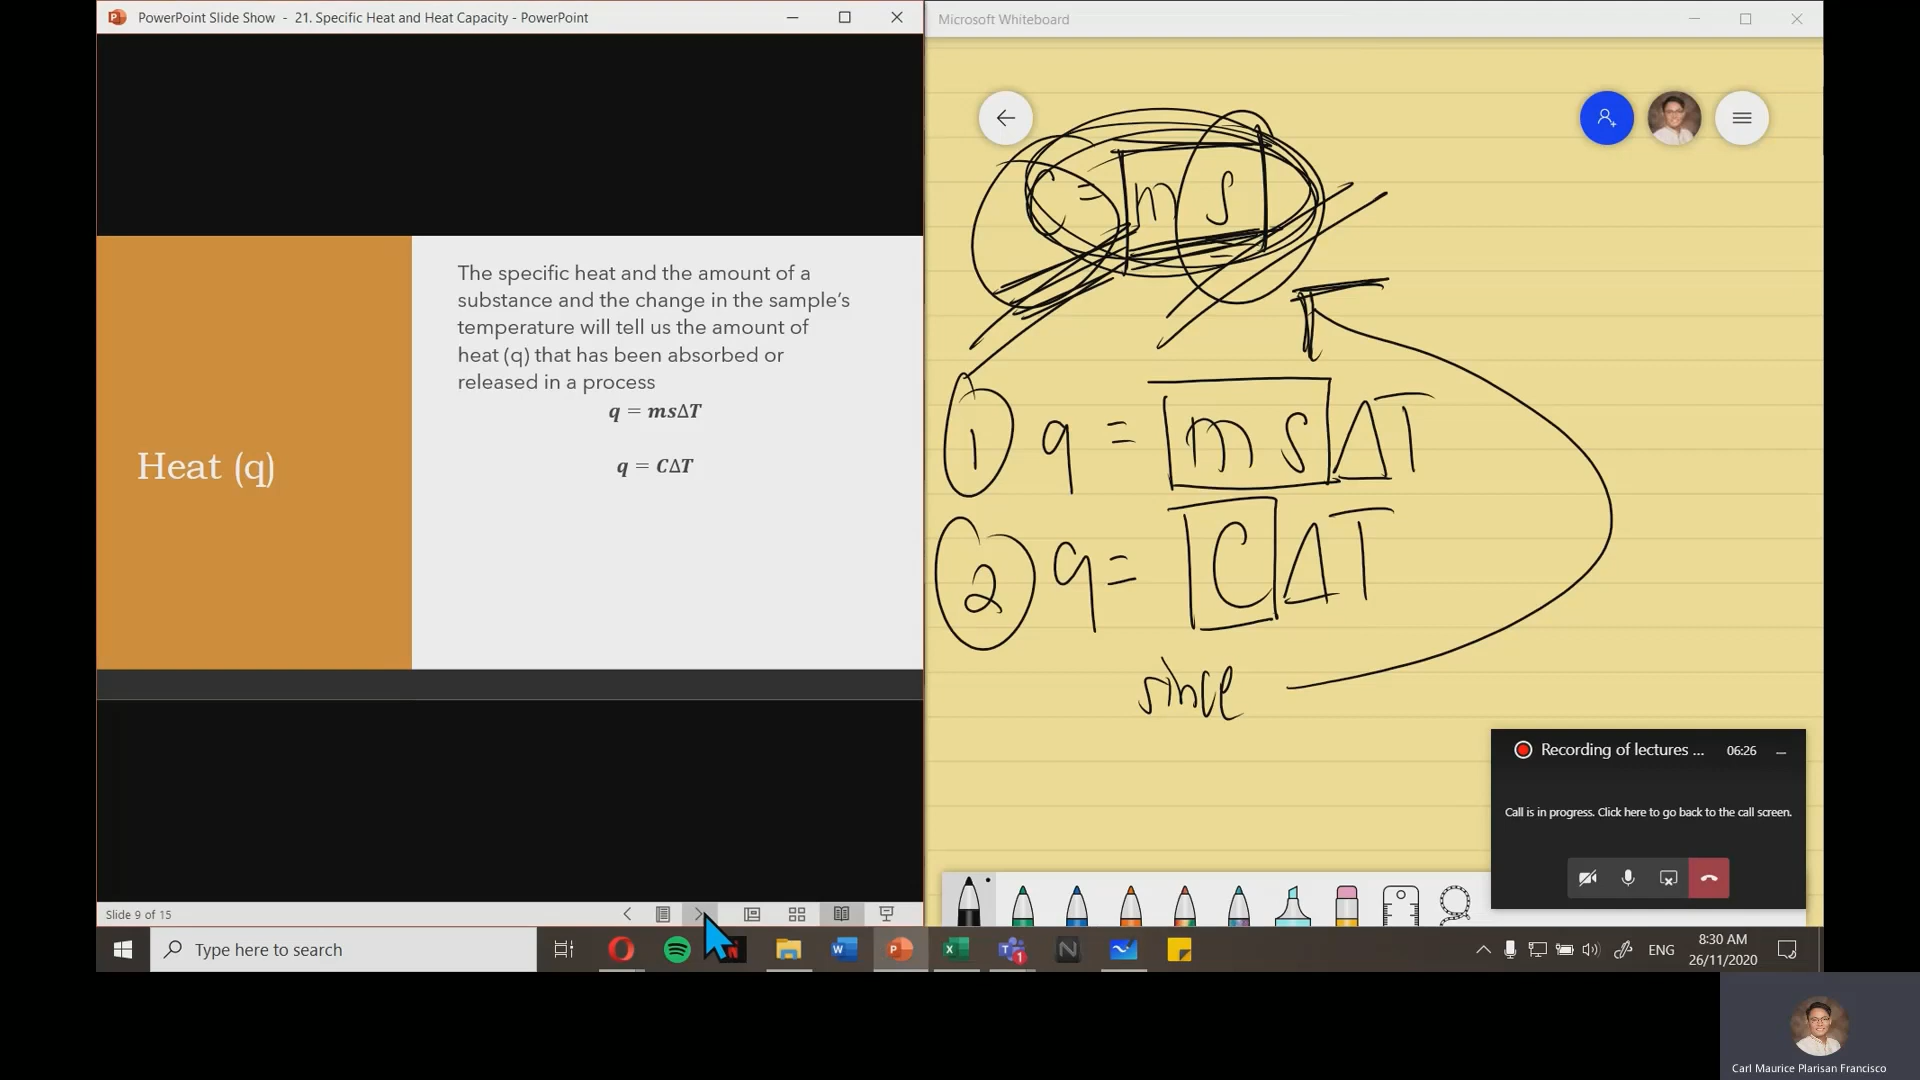 PowerPoint Slide Show - 21. Specific Heat and Heat Capacity - PowerPoint
Heat (q)
The specific heat and the amount of a
substance and the change in the sample's
temperature will tell us the amount of
heat (q) that has been absorbed or
released in a process
q = msΔT
q = CΔT
Slide 9 of 15
Microsoft Whiteboard
C = m s
1 q = m s ΔT
2 q = C ΔT
since
Recording of lectures ... 06:26
Call is in progress. Click here to go back to the call screen.
Type here to search
ENG
8:30 AM
26/11/2020
Carl Maurice Plarisan Francisco